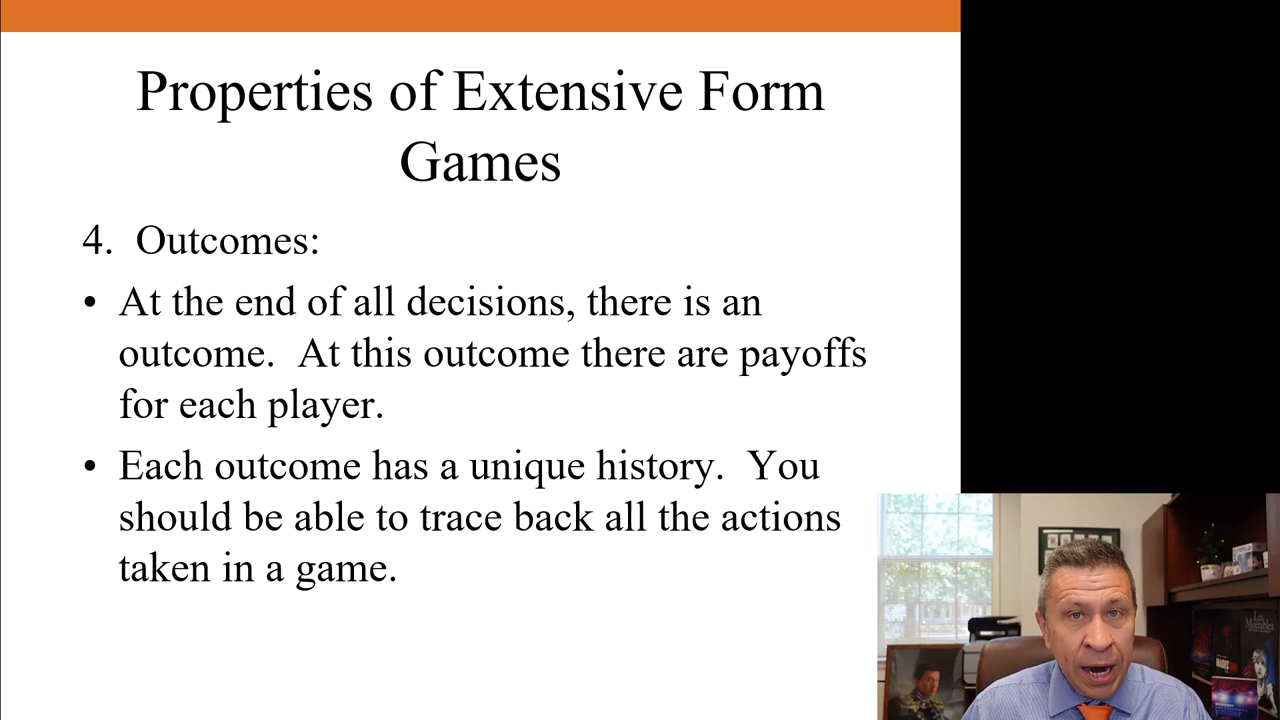 Properties of Extensive Form
Games
4. Outcomes:
• At the end of all decisions, there is an
outcome. At this outcome there are payoffs
for each player.
• Each outcome has a unique history. You
should be able to trace back all the actions
taken in a game.
Les
Misérables